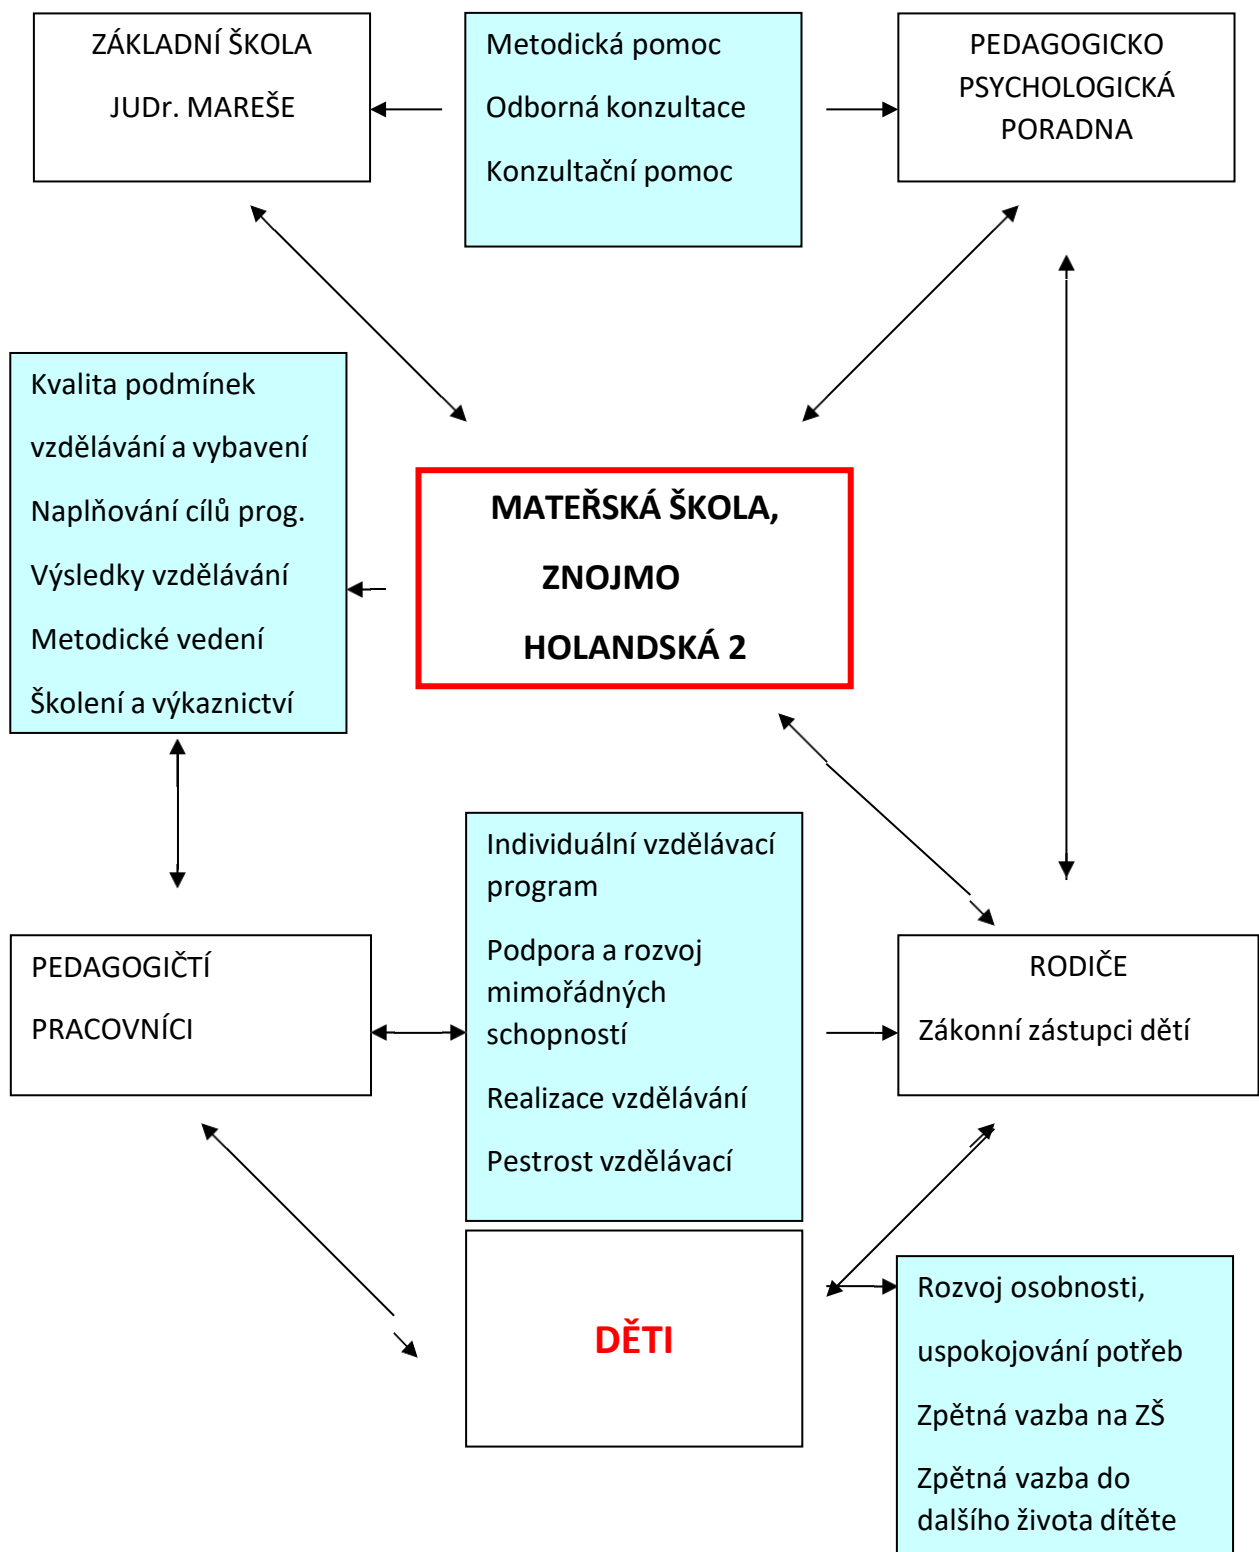 ZÁKLADNÍ ŠKOLA
JUDr. MAREŠE
Metodická pomoc
Odborná konzultace
Konzultační pomoc
PEDAGOGICKO
PSYCHOLOGICKÁ
PORADNA
Kvalita podmínek
vzdělávání a vybavení
Naplňování cílů prog.
Výsledky vzdělávání
Metodické vedení
Školení a výkaznictví
MATEŘSKÁ ŠKOLA,
ZNOJMO
HOLANDSKÁ 2
PEDAGOGIČTÍ
PRACOVNÍCI
Individuální vzdělávací
program
Podpora a rozvoj
mimořádných
schopností
Realizace vzdělávání
Pestrost vzdělávací
RODIČE
Zákonní zástupci dětí
DĚTI
Rozvoj osobnosti,
uspokojování potřeb
Zpětná vazba na ZŠ
Zpětná vazba do
dalšího života dítěte